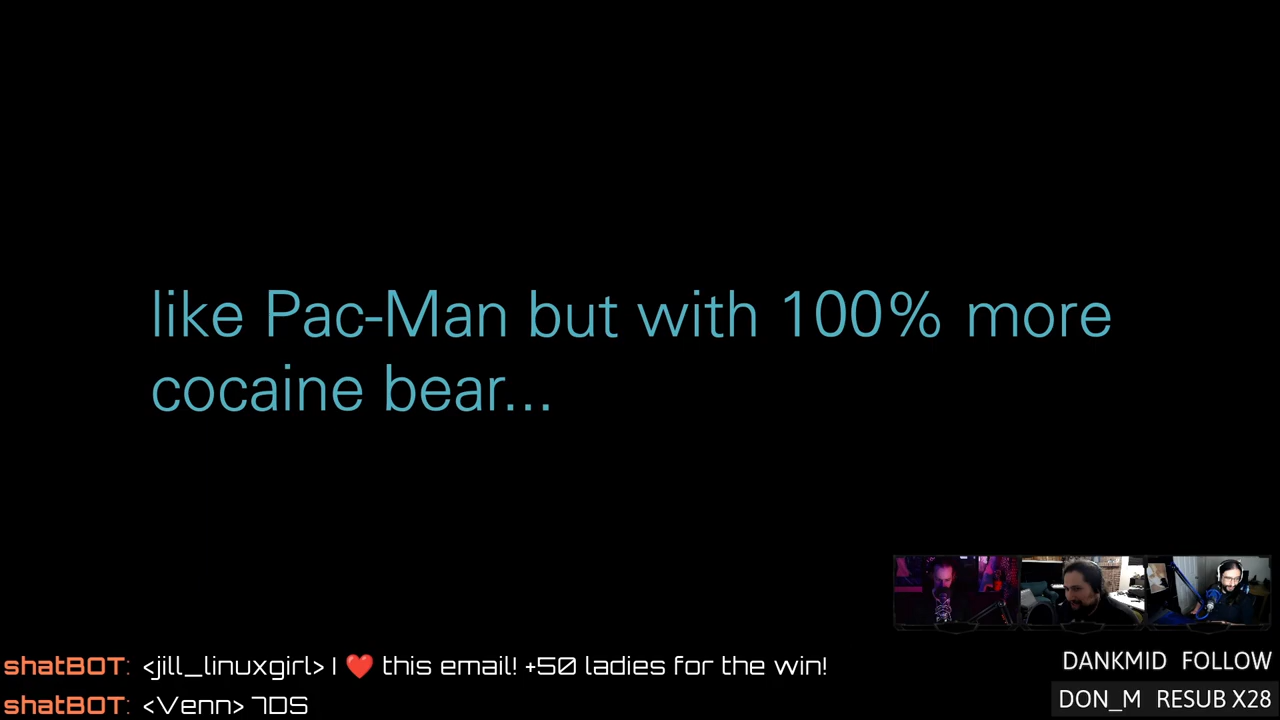 like Pac-Man but with 100% more
cocaine bear...
shatBOT: <jill_linuxgirl> I ❤️ this email! +50 ladies for the win!
shatBOT: <Venn> 7DS
DANKMID FOLLOW
DON_M RESUB X28